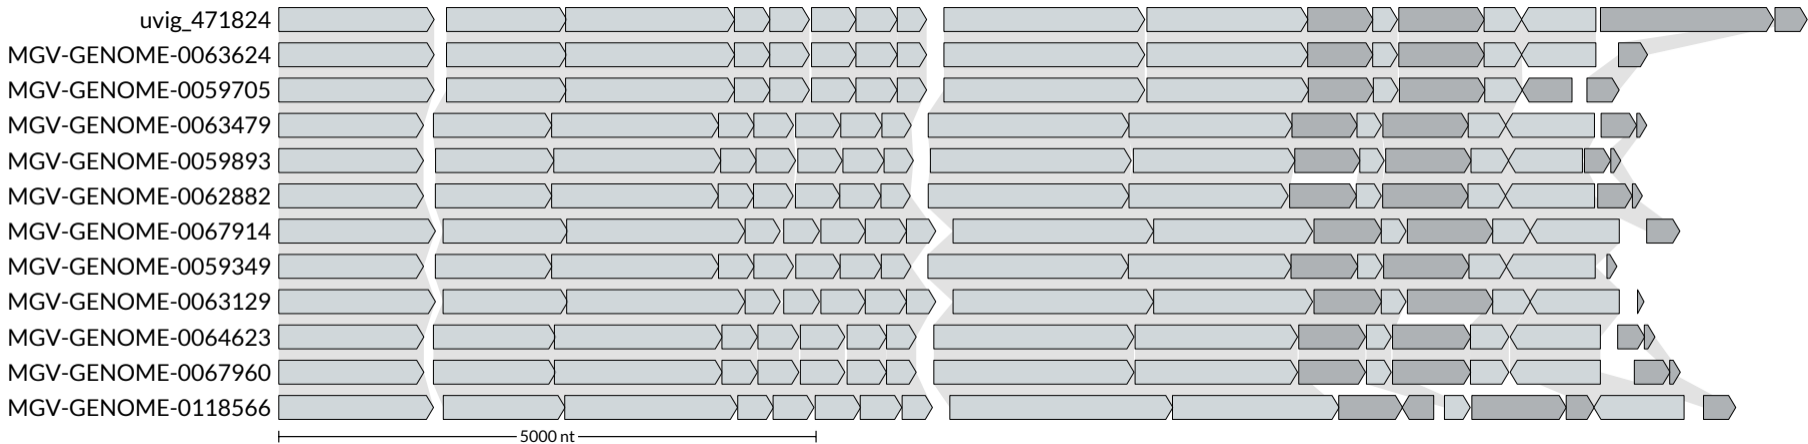 uvig_471824
MGV-GENOME-0063624
MGV-GENOME-0059705
MGV-GENOME-0063479
MGV-GENOME-0059893
MGV-GENOME-0062882
MGV-GENOME-0067914
MGV-GENOME-0059349
MGV-GENOME-0063129
MGV-GENOME-0064623
MGV-GENOME-0067960
MGV-GENOME-0118566
5000 nt